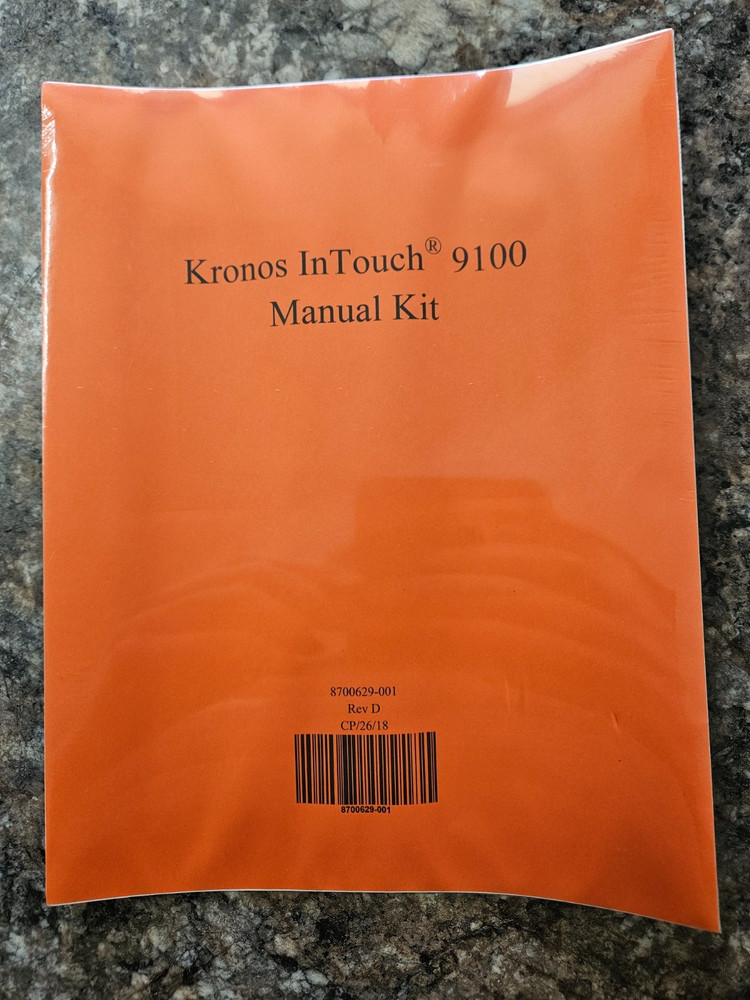 Kronos InTouch® 9100
Manual Kit
8700629-001
Rev D
CP/26/18
8700629-001